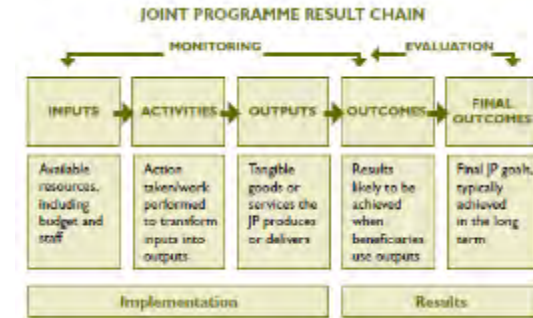 JOINT PROGRAMME RESULT CHAIN
MONITORING
EVALUATION
INPUTS
ACTIVITIES
OUTPUTS
OUTCOMES
FINAL
OUTCOMES
Available
resources,
including
budget and
staff
Action
taken/work
performed
to transform
inputs into
outputs
Tangible
goods or
services the
JP produces
or delivers
Results
likely to be
achieved
when
beneficiaries
use outputs
Final JP goals,
typically
achieved
in the long
term
Implementation
Results